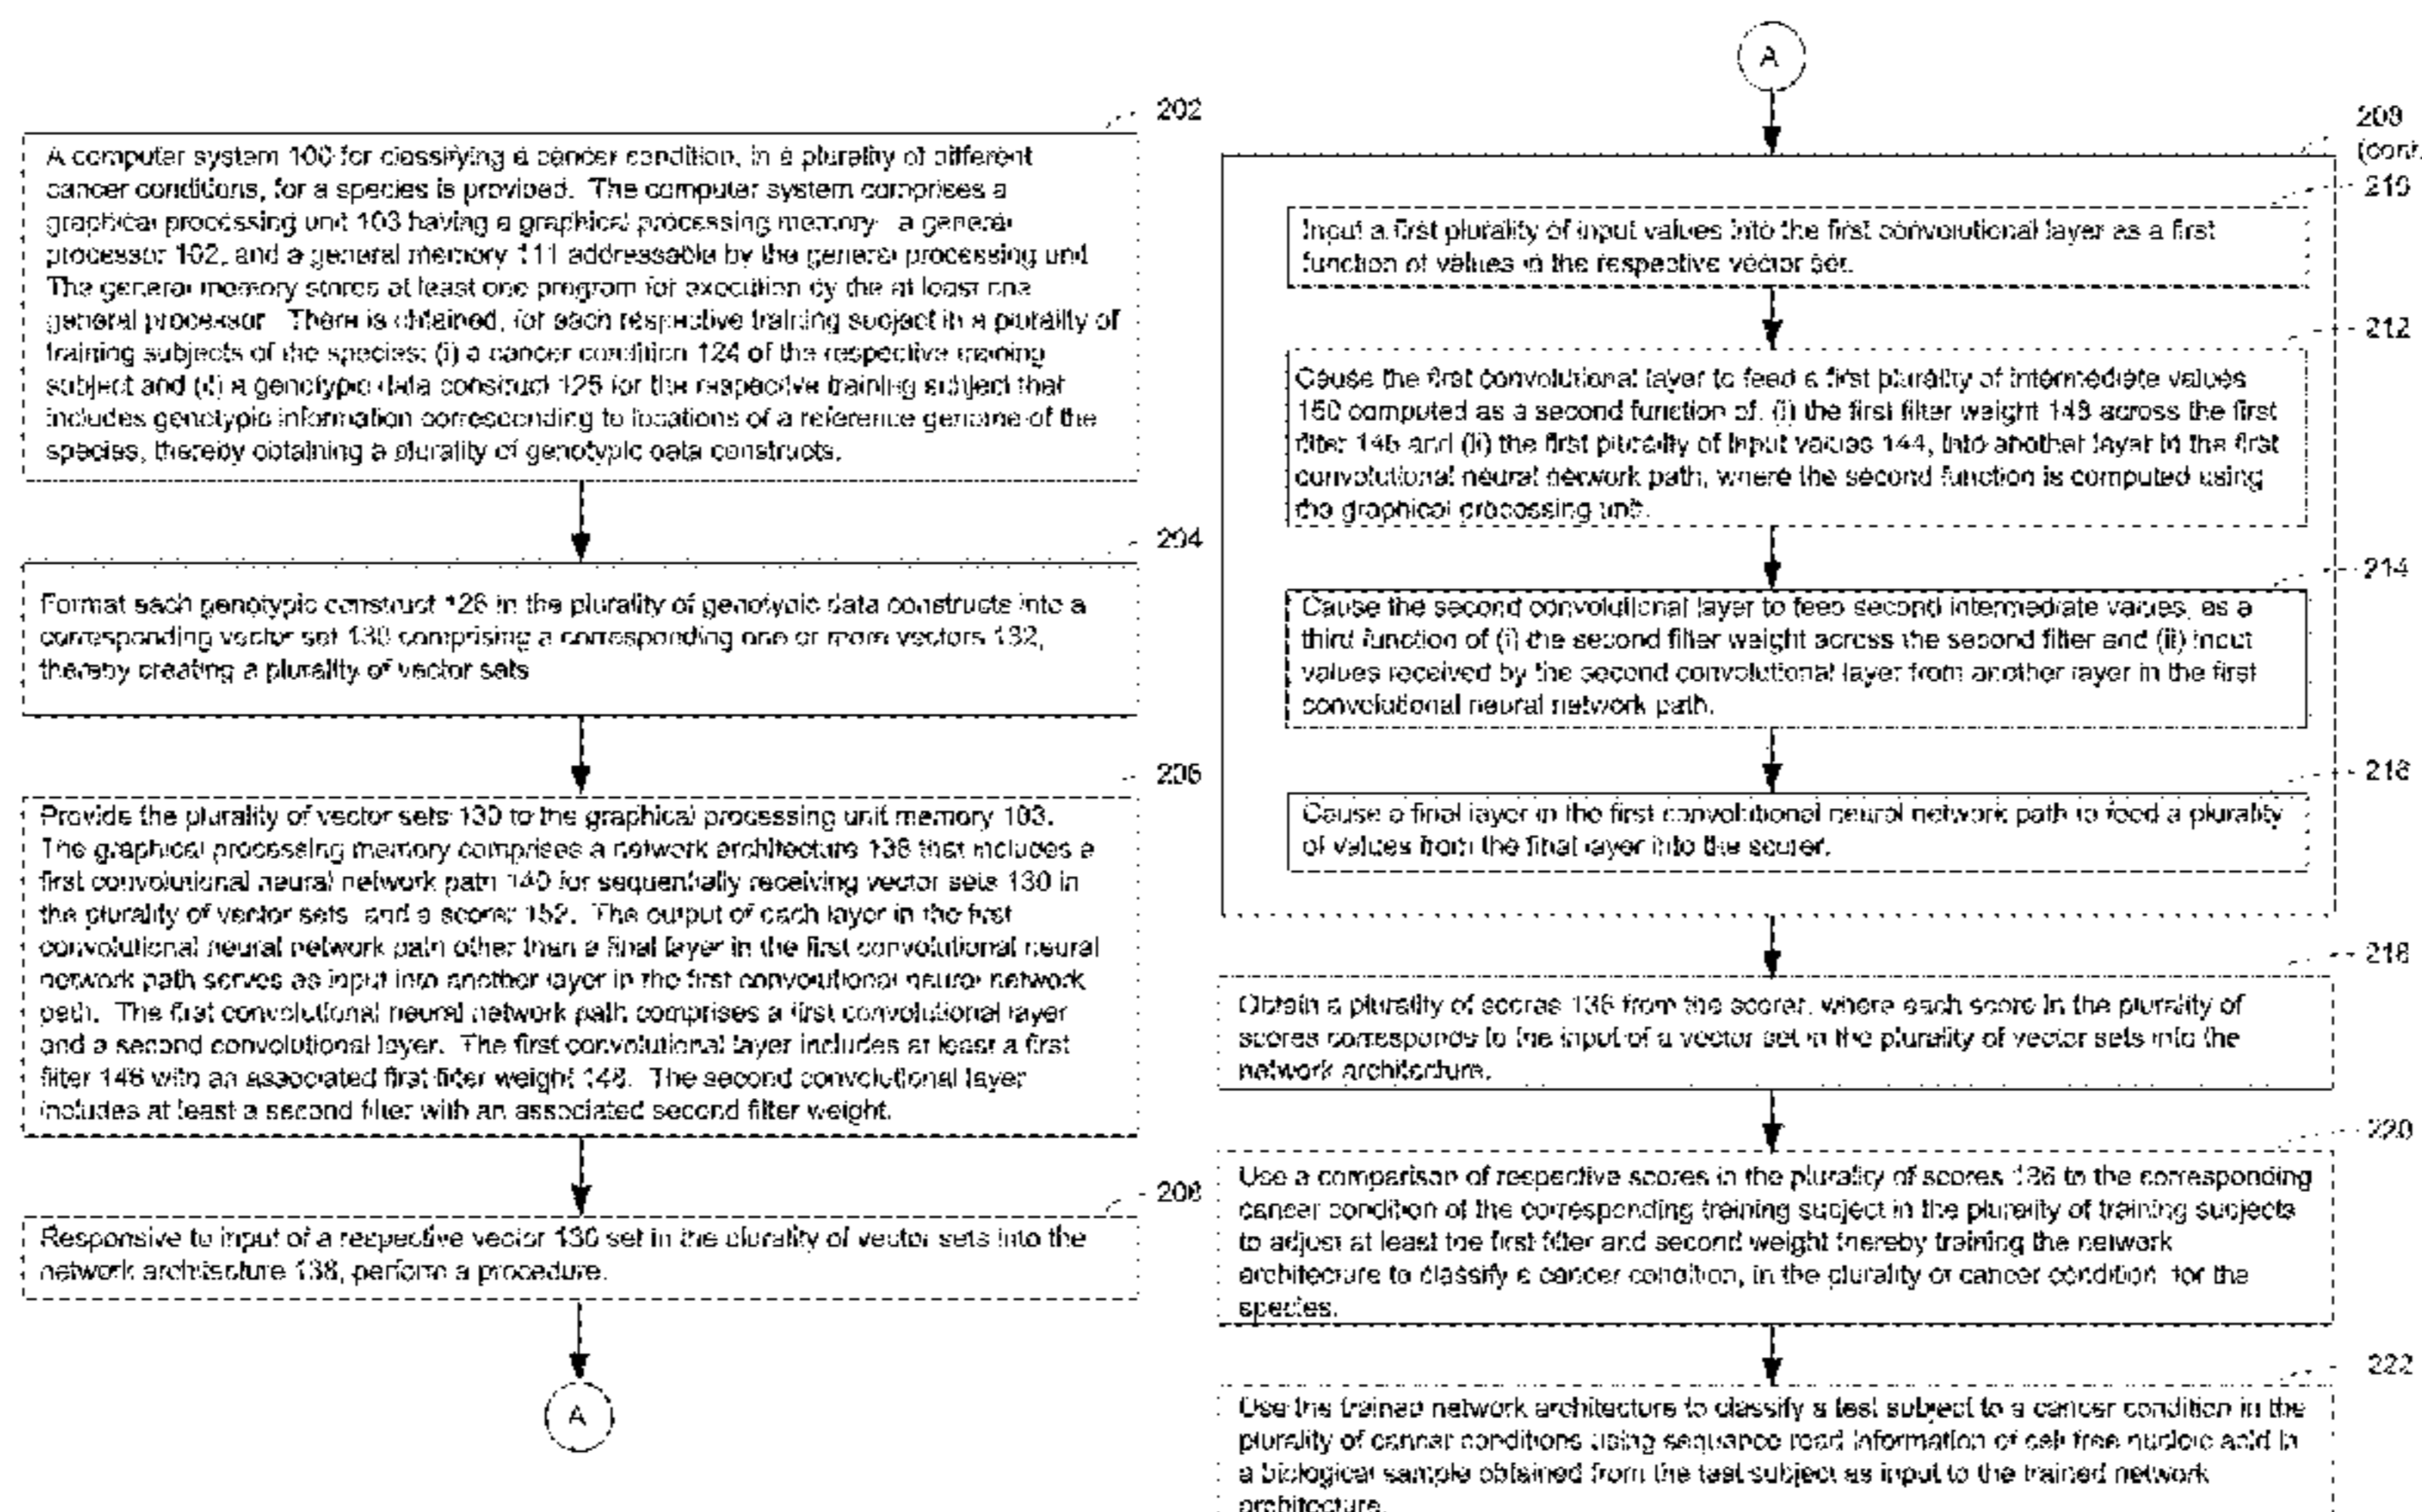 202
A computer system 100 for classifying a cancer condition, in a plurality of different
cancer conditions, for a species is provided. The computer system comprises a
graphical processing unit 103 having a graphical processing memory a general
processor 102, and a general memory 111 addressable by the general processing unit
The general memory stores at least one program for execution by the at least one
general processor There is obtained, for each respective training subject in a plurality of
training subjects of the species: (i) a cancer condition 124 of the respective training
subject and (ii) a genotypic data construct 125 for the respective training subject that
includes genotypic information corresponding to locations of a reference genome of the
species, thereby obtaining a plurality of genotypic data constructs.
204
Format each genotypic construct 126 in the plurality of genotypic data constructs into a
corresponding vector set 130 comprising a corresponding one or more vectors 132,
thereby creating a plurality of vector sets
206
Provide the plurality of vector sets 130 to the graphical processing unit memory 103.
The graphical processing memory comprises a network architecture 138 that includes a
first convolutional neural network path 140 for sequentially receiving vector sets 130 in
the plurality of vector sets and a scorer 152. The output of each layer in the first
convolutional neural network path other than a final layer in the first convolutional neural
network path serves as input into another layer in the first convolutional neural network
path. The first convolutional neural network path comprises a first convolutional layer
and a second convolutional layer. The first convolutional layer includes at least a first
filter 146 with an associated first filter weight 148. The second convolutional layer
includes at least a second filter with an associated second filter weight.
208
Responsive to input of a respective vector 130 set in the plurality of vector sets into the
network architecture 138, perform a procedure.
A
A
208
(cont.
210
Input a first plurality of input values into the first convolutional layer as a first
function of values in the respective vector set.
212
Cause the first convolutional layer to feed a first plurality of intermediate values
150 computed as a second function of. (i) the first filter weight 148 across the first
filter 146 and (ii) the first plurality of input values 144, into another layer in the first
convolutional neural network path, where the second function is computed using
the graphical processing unit.
214
Cause the second convolutional layer to feed second intermediate values, as a
third function of (i) the second filter weight across the second filter and (ii) input
values received by the second convolutional layer from another layer in the first
convolutional neural network path.
216
Cause a final layer in the first convolutional neural network path to feed a plurality
of values from the final layer into the scorer.
218
Obtain a plurality of scores 136 from the scorer, where each score in the plurality of
scores corresponds to the input of a vector set in the plurality of vector sets into the
network architecture.
220
Use a comparison of respective scores in the plurality of scores 136 to the corresponding
cancer condition of the corresponding training subject in the plurality of training subjects
to adjust at least the first filter and second weight thereby training the network
architecture to classify a cancer condition, in the plurality of cancer condition for the
species.
222
Use the trained network architecture to classify a test subject to a cancer condition in the
plurality of cancer conditions using sequence read information of cell free nucleic acid in
a biological sample obtained from the test subject as input to the trained network
architecture.